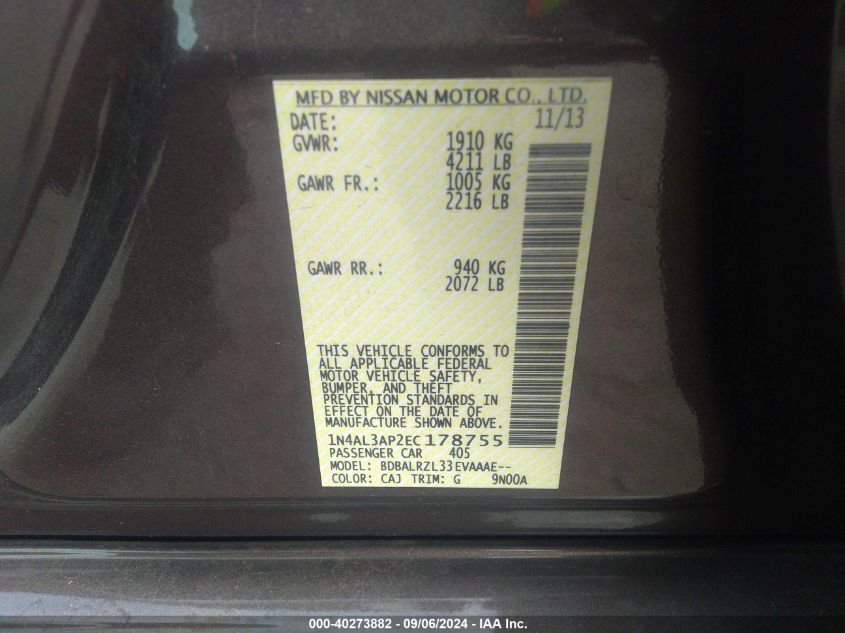 MFD BY NISSAN MOTOR CO., LTD.
DATE: 11/13
GVWR: 1910 KG
4211 LB
GAWR FR.: 1005 KG
2216 LB
GAWR RR.: 940 KG
2072 LB
THIS VEHICLE CONFORMS TO
ALL APPLICABLE FEDERAL
MOTOR VEHICLE SAFETY,
BUMPER, AND THEFT
PREVENTION STANDARDS IN
EFFECT ON THE DATE OF
MANUFACTURE SHOWN ABOVE.
1N4AL3AP2EC178755
PASSENGER CAR 405
MODEL: BDBALRZL33EVAAAE--
COLOR: CAJ TRIM: G 9N00A
000-40273882 - 09/06/2024 - IAA Inc.